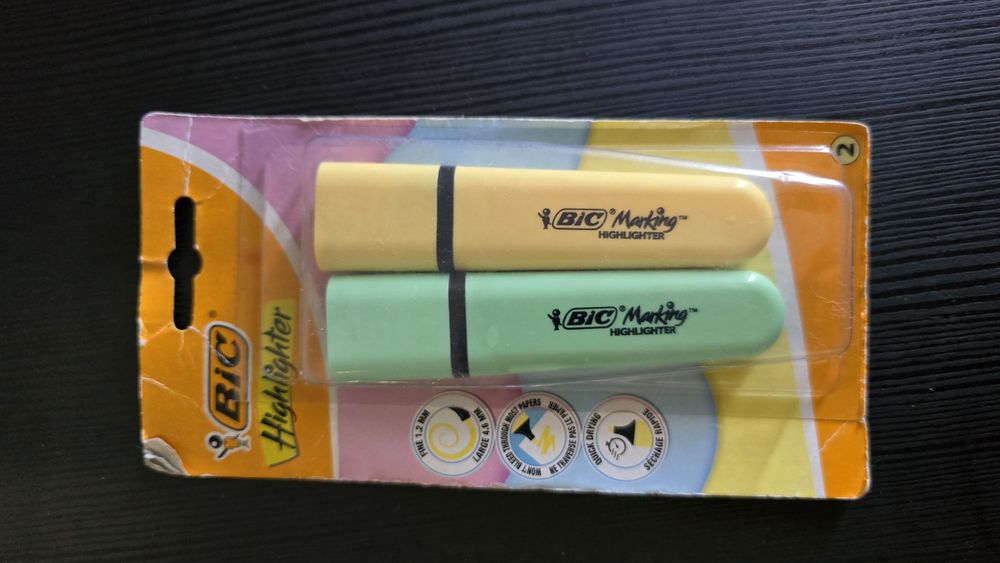 2
BiC® Marking™
HIGHLIGHTER
BiC® Marking™
HIGHLIGHTER
BiC®
Highlighter
FINE 1.2 MM
LARGE 4.6 MM
WON'T BLEED THROUGH MOST PAPERS
NE TRAVERSE PAS LE PAPIER
QUICK DRYING
SÉCHAGE RAPIDE